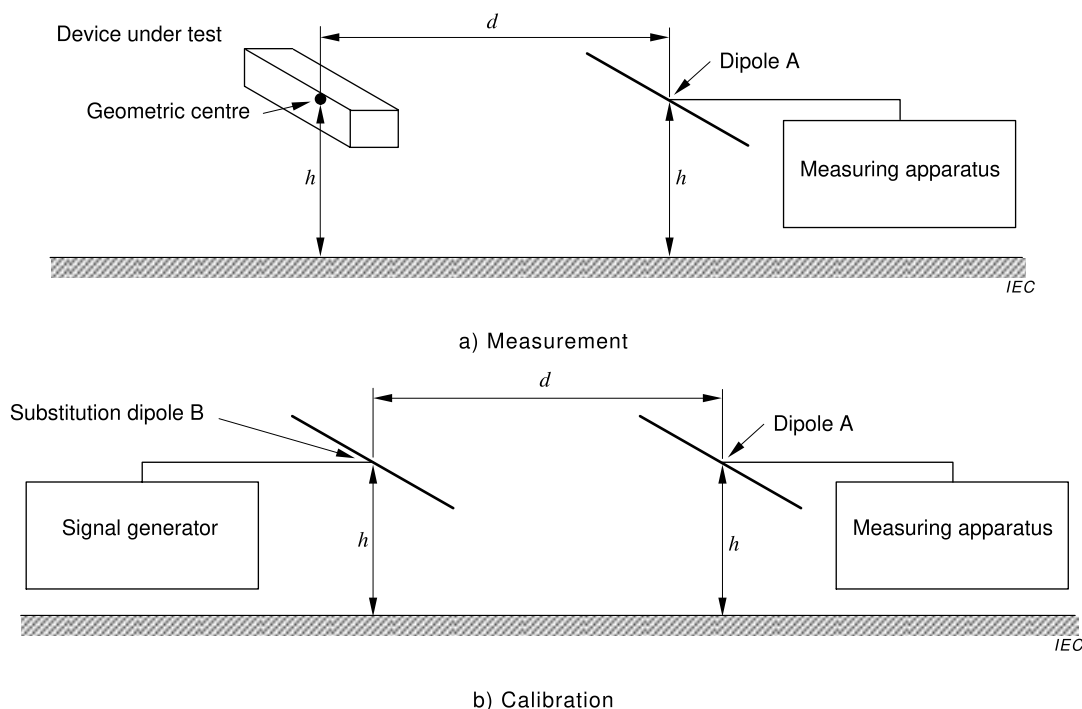 d
Device under test
Dipole A
Geometric centre
Measuring apparatus
h
h
IEC
a) Measurement
d
Substitution dipole B
Dipole A
Signal generator
Measuring apparatus
h
h
IEC
b) Calibration